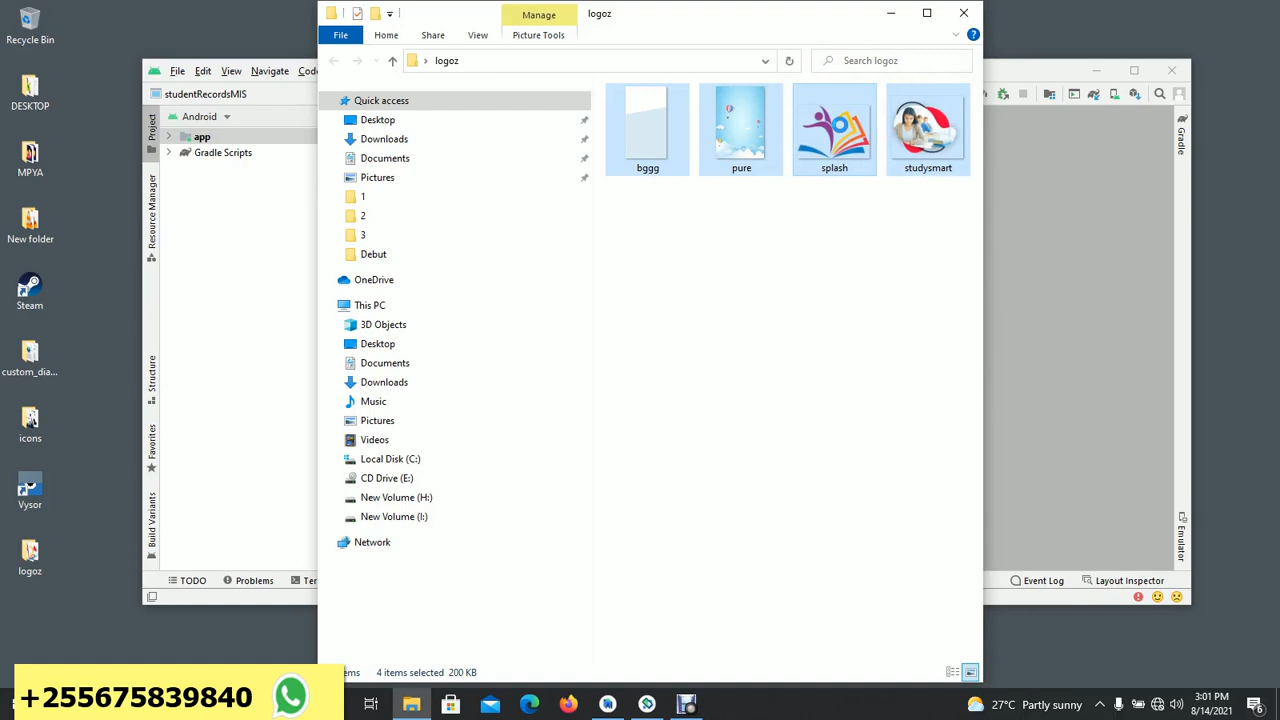 Recycle Bin
DESKTOP
MPYA
New folder
Steam
custom_dia...
icons
Vysor
logoz
File Edit View Navigate Cod
studentRecordsMIS
Project
Android
app
Gradle Scripts
Resource Manager
Structure
Favorites
Build Variants
TODO Problems Ter
Manage logoz
File Home Share View Picture Tools
logoz
Search logoz
Quick access
Desktop
Downloads
Documents
Pictures
1
2
3
Debut
OneDrive
This PC
3D Objects
Desktop
Documents
Downloads
Music
Pictures
Videos
Local Disk (C:)
CD Drive (E:)
New Volume (H:)
New Volume (I:)
Network
bggg pure splash studysmart
ems 4 items selected 200 KB
Gradle
Emulator
Event Log Layout Inspector
+255675839840
27°C Partly sunny
3:01 PM
8/14/2021
6